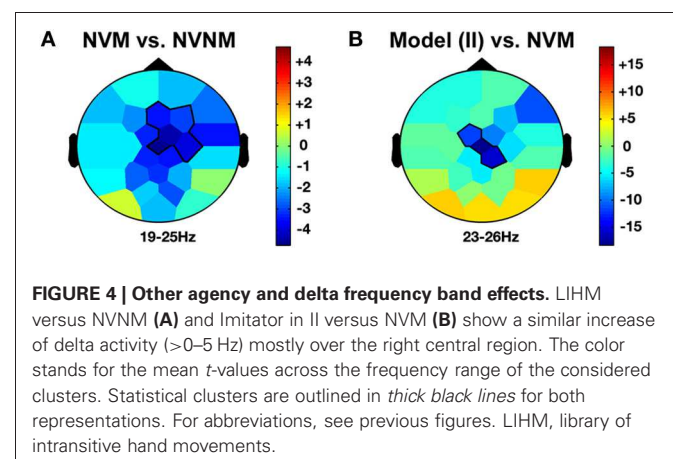 A NVM vs. NVNM
B Model (II) vs. NVM
+4
+3
+2
+1
0
-1
-2
-3
-4
19-25Hz
+15
+10
+5
0
-5
-10
-15
23-26Hz
FIGURE 4 | Other agency and delta frequency band effects. LIHM
versus NVNM (A) and Imitator in II versus NVM (B) show a similar increase
of delta activity (>0–5 Hz) mostly over the right central region. The color
stands for the mean t-values across the frequency range of the considered
clusters. Statistical clusters are outlined in thick black lines for both
representations. For abbreviations, see previous figures. LIHM, library of
intransitive hand movements.